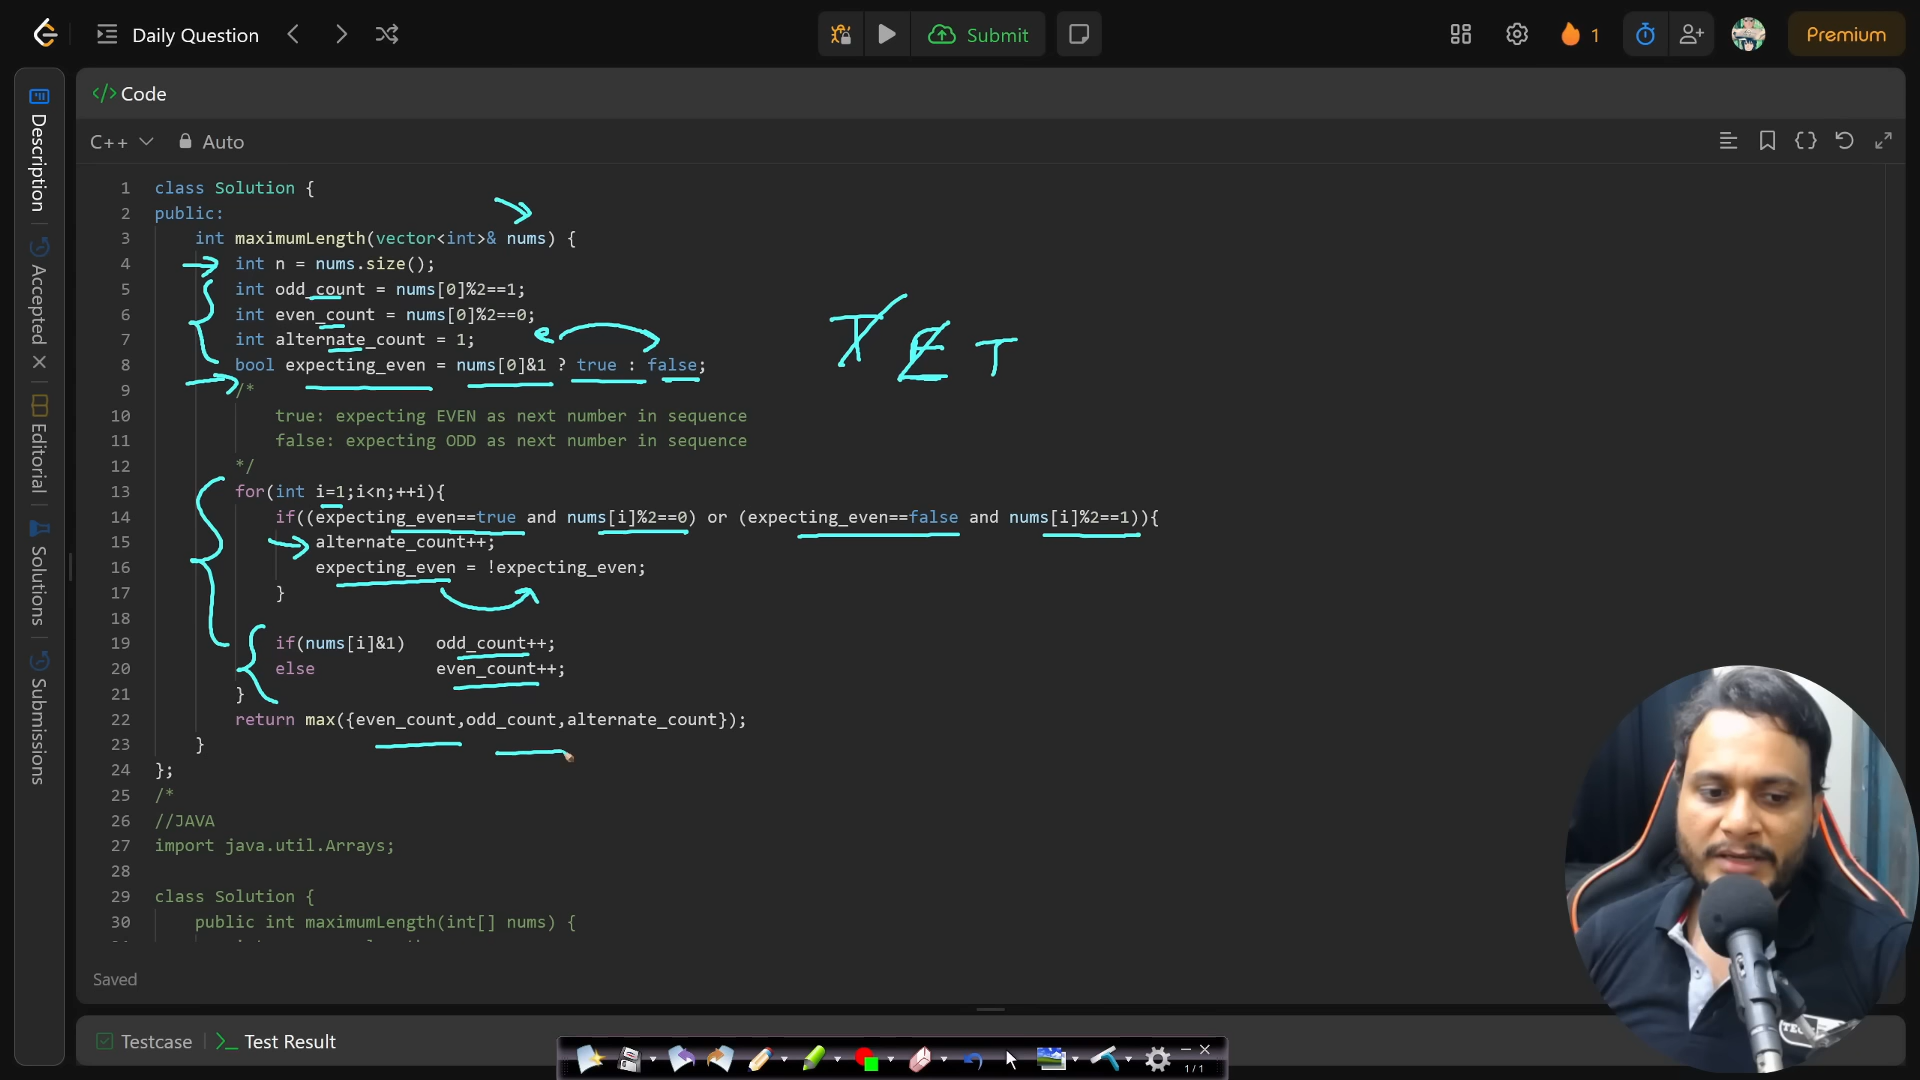 Daily Question
Submit
1
Premium
Description
Accepted
Editorial
Solutions
Submissions
</> Code
C++ Auto
1 class Solution {
2 public:
3 int maximumLength(vector<int>& nums) {
4 int n = nums.size();
5 int odd_count = nums[0]%2==1;
6 int even_count = nums[0]%2==0;
7 int alternate_count = 1;
8 bool expecting_even = nums[0]&1 ? true : false;
9 /*
10 true: expecting EVEN as next number in sequence
11 false: expecting ODD as next number in sequence
12 */
13 for(int i=1;i<n;++i){
14 if((expecting_even==true and nums[i]%2==0) or (expecting_even==false and nums[i]%2==1)){
15 alternate_count++;
16 expecting_even = !expecting_even;
17 }
18
19 if(nums[i]&1) odd_count++;
20 else even_count++;
21 }
22 return max({even_count,odd_count,alternate_count});
23 }
24 };
25 /*
26 //JAVA
27 import java.util.Arrays;
28
29 class Solution {
30 public int maximumLength(int[] nums) {
T
T
Saved
Testcase
Test Result
1/1